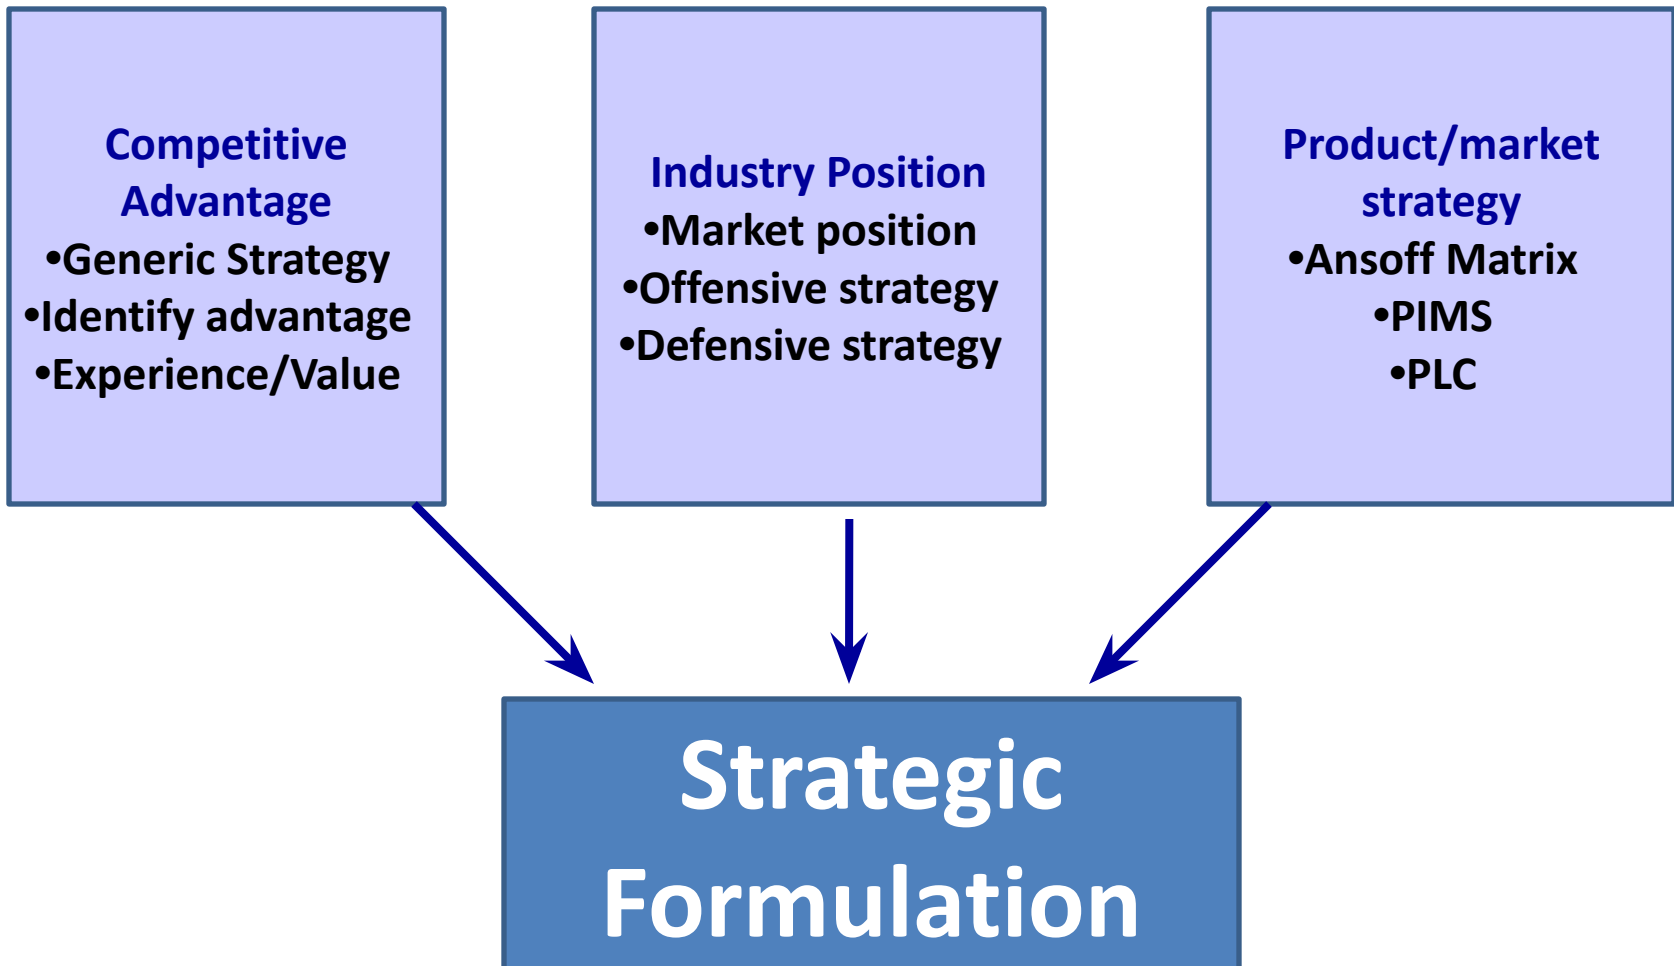 Competitive
Advantage
•Generic Strategy
•Identify advantage
•Experience/Value
Industry Position
•Market position
•Offensive strategy
•Defensive strategy
Product/market
strategy
•Ansoff Matrix
•PIMS
•PLC
Strategic
Formulation